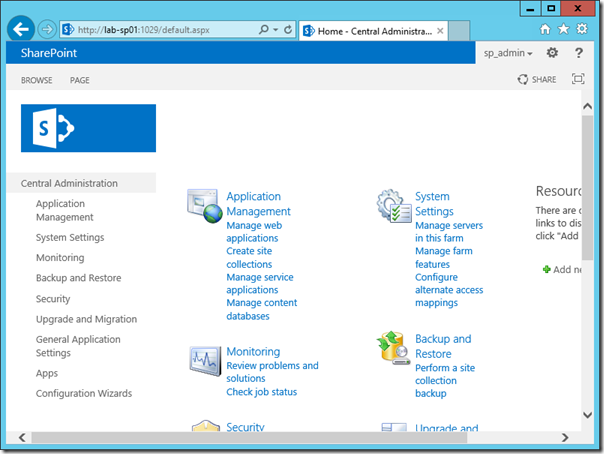 http://lab-sp01:1029/default.aspx
Home - Central Administra...
SharePoint
sp_admin
BROWSE
PAGE
SHARE
S
Central Administration
Application
Management
System Settings
Monitoring
Backup and Restore
Security
Upgrade and Migration
General Application
Settings
Apps
Configuration Wizards
Application
Management
Manage web
applications
Create site
collections
Manage service
applications
Manage content
databases
Monitoring
Review problems and
solutions
Check job status
Security
System
Settings
Manage servers
in this farm
Manage farm
features
Configure
alternate access
mappings
Backup and
Restore
Perform a site
collection
backup
Upgrade and
Resourc
There are c
links to dis
click "Add
Add ne